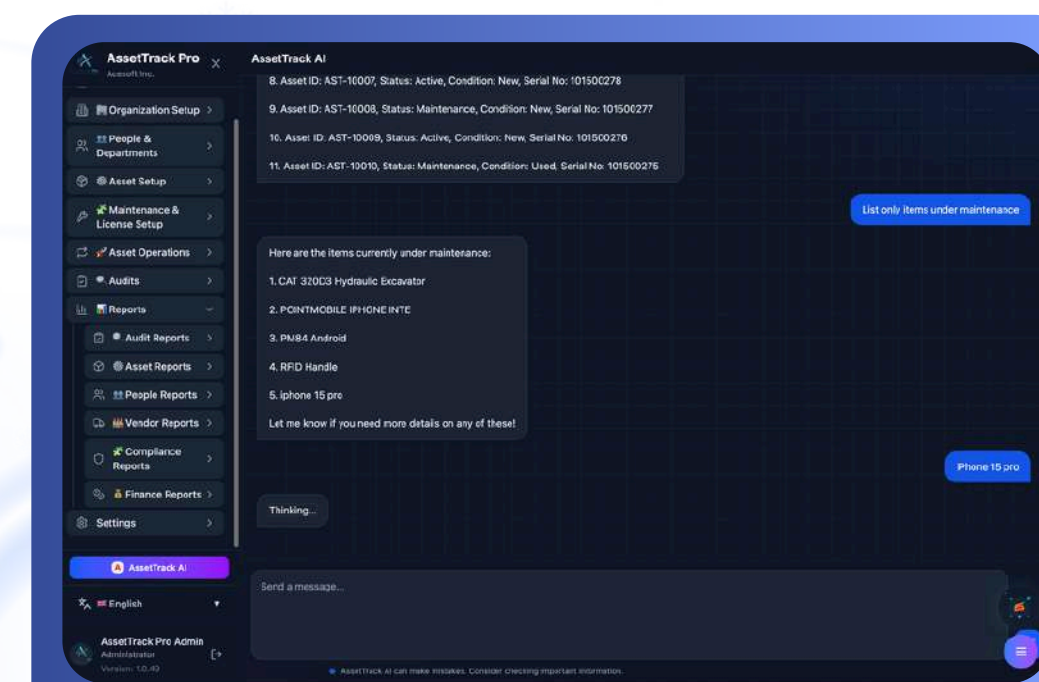 AssetTrack Pro
X
Acesoft Inc.
Organization Setup
People &
Departments
Asset Setup
Maintenance &
License Setup
Asset Operations
Audits
Reports
Audit Reports
Asset Reports
People Reports
Vendor Reports
Compliance
Reports
Finance Reports
Settings
A AssetTrack AI
English
AssetTrack Pro Admin
Administrator
Version: 1.0.43
AssetTrack AI
8. Asset ID: AST-10007, Status: Active, Condition: New, Serial No: 101500278
9. Asset ID: AST-10008, Status: Maintenance, Condition: New, Serial No: 101500277
10. Asset ID: AST-10009, Status: Active, Condition: New, Serial No: 101500276
11. Asset ID: AST-10010, Status: Maintenance, Condition: Used, Serial No: 101500275
List only items under maintenance
Here are the items currently under maintenance:
1. CAT 320D3 Hydraulic Excavator
2. POINTMOBILE IPHONE INTE
3. PM84 Android
4. RFID Handle
5. iphone 15 pro
Let me know if you need more details on any of these!
iPhone 15 pro
Thinking...
Send a message...
AssetTrack AI can make mistakes. Consider checking important information.